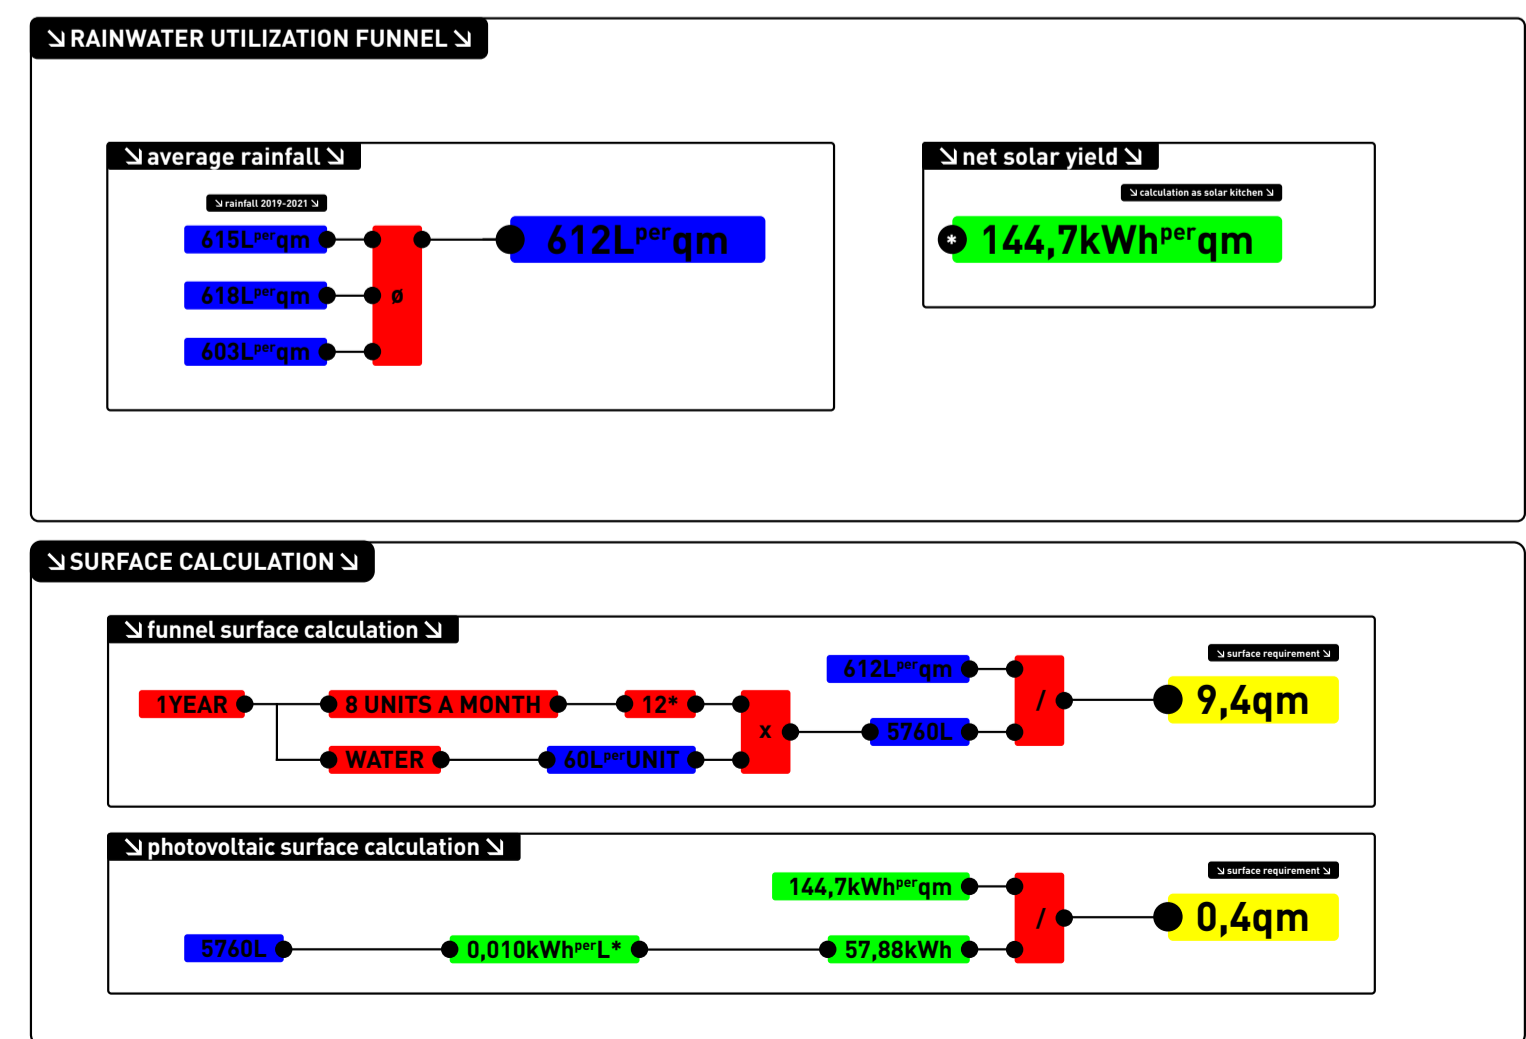 RAINWATER UTILIZATION FUNNEL
average rainfall
rainfall 2019-2021
615Lperqm
618Lperqm
603Lperqm
ø
612Lperqm
net solar yield
calculation as solar kitchen
* 144,7kWhperqm
SURFACE CALCULATION
funnel surface calculation
1YEAR
8 UNITS A MONTH
12*
WATER
60LperUNIT
x
612Lperqm
5760L
/
surface requirement
9,4qm
photovoltaic surface calculation
5760L
0,010kWhperL*
144,7kWhperqm
57,88kWh
/
surface requirement
0,4qm